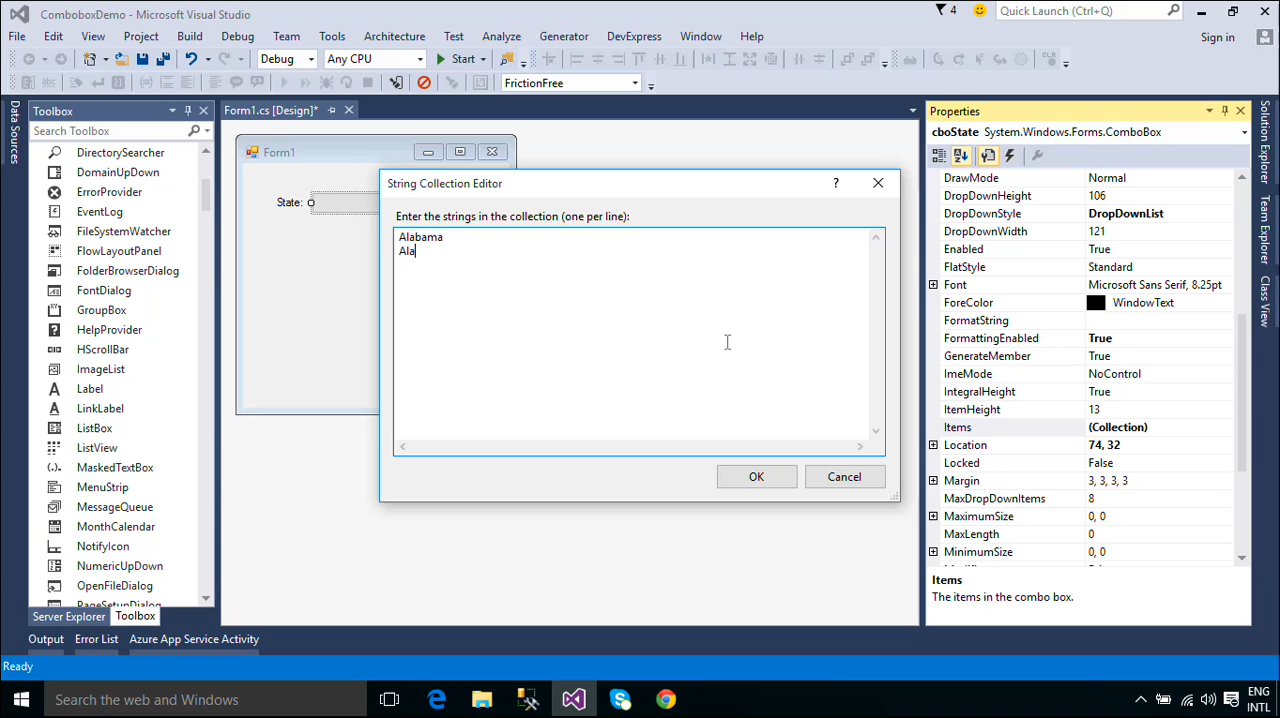 ComboboxDemo - Microsoft Visual Studio
4
Quick Launch (Ctrl+Q)
File Edit View Project Build Debug Team Tools Architecture Test Analyze Generator DevExpress Window Help
Sign in
Debug Any CPU Start
FrictionFree
Data Sources
Toolbox
Search Toolbox
DirectorySearcher
DomainUpDown
ErrorProvider
EventLog
FileSystemWatcher
FlowLayoutPanel
FolderBrowserDialog
FontDialog
GroupBox
HelpProvider
HScrollBar
ImageList
Label
LinkLabel
ListBox
ListView
MaskedTextBox
MenuStrip
MessageQueue
MonthCalendar
NotifyIcon
NumericUpDown
OpenFileDialog
PageSetupDialog
Server Explorer Toolbox
Form1.cs [Design]*
Form1
State:
String Collection Editor
?
Enter the strings in the collection (one per line):
Alabama
Ala
OK Cancel
Properties
cboState System.Windows.Forms.ComboBox
DrawMode Normal
DropDownHeight 106
DropDownStyle DropDownList
DropDownWidth 121
Enabled True
FlatStyle Standard
Font Microsoft Sans Serif, 8.25pt
ForeColor WindowText
FormatString
FormattingEnabled True
GenerateMember True
ImeMode NoControl
IntegralHeight True
ItemHeight 13
Items (Collection)
Location 74, 32
Locked False
Margin 3, 3, 3, 3
MaxDropDownItems 8
MaximumSize 0, 0
MaxLength 0
MinimumSize 0, 0
Items
The items in the combo box.
Solution Explorer
Team Explorer
Class View
Output Error List Azure App Service Activity
Ready
Search the web and Windows
ENG
INTL